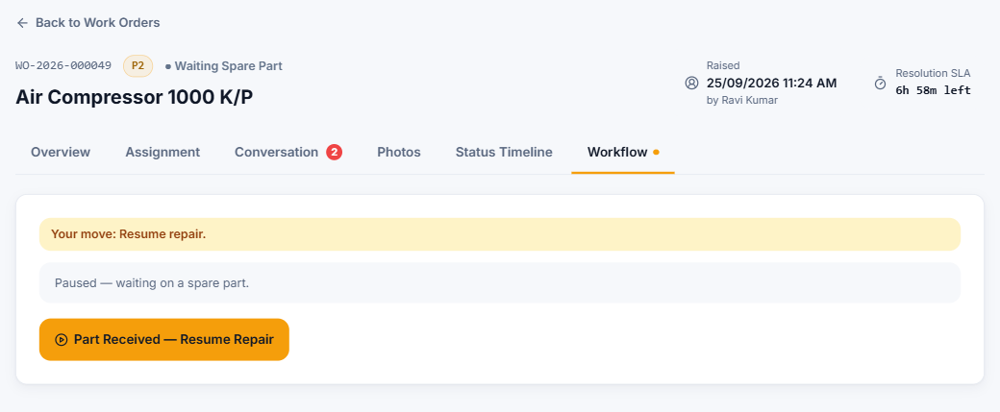 Back to Work Orders
WO-2026-000049 P2 Waiting Spare Part
Air Compressor 1000 K/P
Raised
25/09/2026 11:24 AM
by Ravi Kumar
Resolution SLA
6h 58m left
Overview Assignment Conversation 2 Photos Status Timeline Workflow
Your move: Resume repair.
Paused — waiting on a spare part.
Part Received — Resume Repair